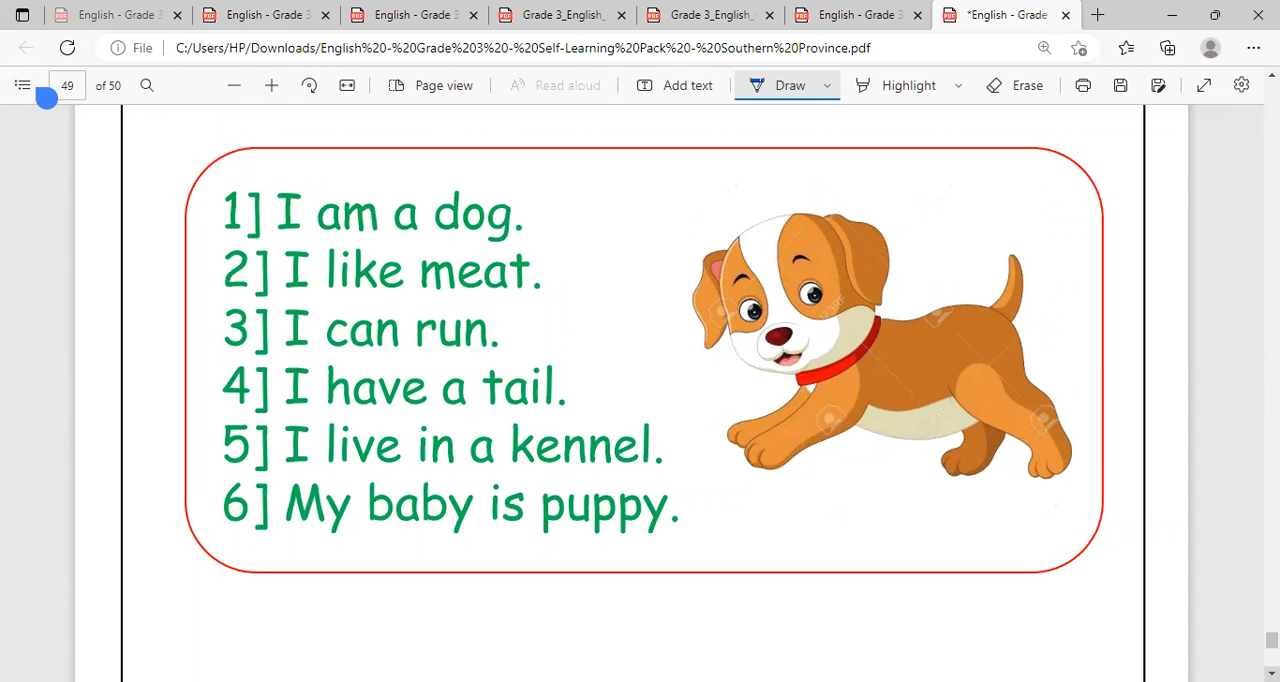 English - Grade 3
English - Grade 3
English - Grade 3
Grade 3_English_
Grade 3_English_
English - Grade 3
*English - Grade
File
C:/Users/HP/Downloads/English%20-%20Grade%203%20-%20Self-Learning%20Pack%20-%20Southern%20Province.pdf
49 of 50
Page view
Read aloud
Add text
Draw
Highlight
Erase
1] I am a dog.
2] I like meat.
3] I can run.
4] I have a tail.
5] I live in a kennel.
6] My baby is puppy.